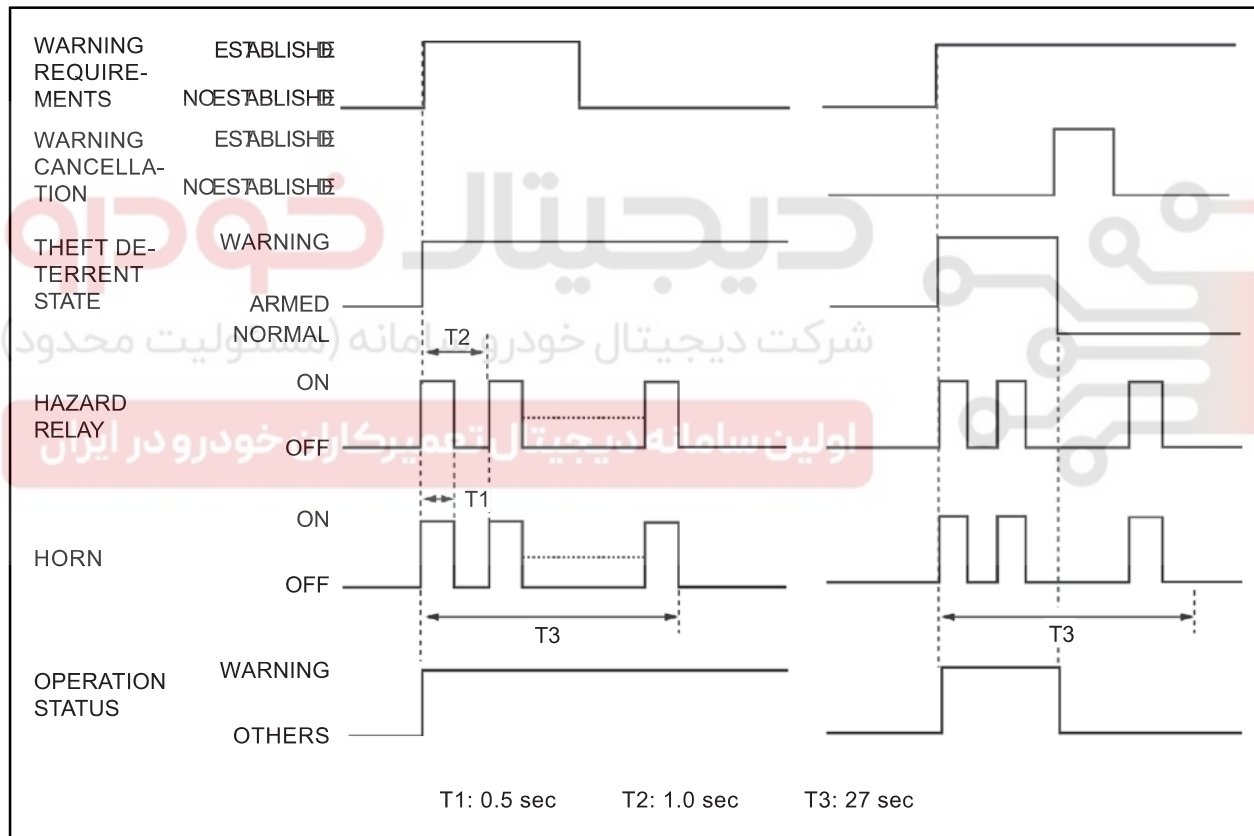 WARNING
REQUIRE-
MENTS
ESTABLISHED
NOESTABLISHED
WARNING
CANCELLA-
TION
ESTABLISHED
NOESTABLISHED
دیجیتال خودرو
THEFT DE-
TERRENT
STATE
WARNING
ARMED
NORMAL
شرکت دیجیتال خودرو سامانه (مسئولیت محدود)
T2
HAZARD
RELAY
ON
OFF
اولین سامانه دیجیتال تعمیرکاران خودرو در ایران
T1
HORN
ON
OFF
T3
T3
OPERATION
STATUS
WARNING
OTHERS
T1: 0.5 sec T2: 1.0 sec T3: 27 sec